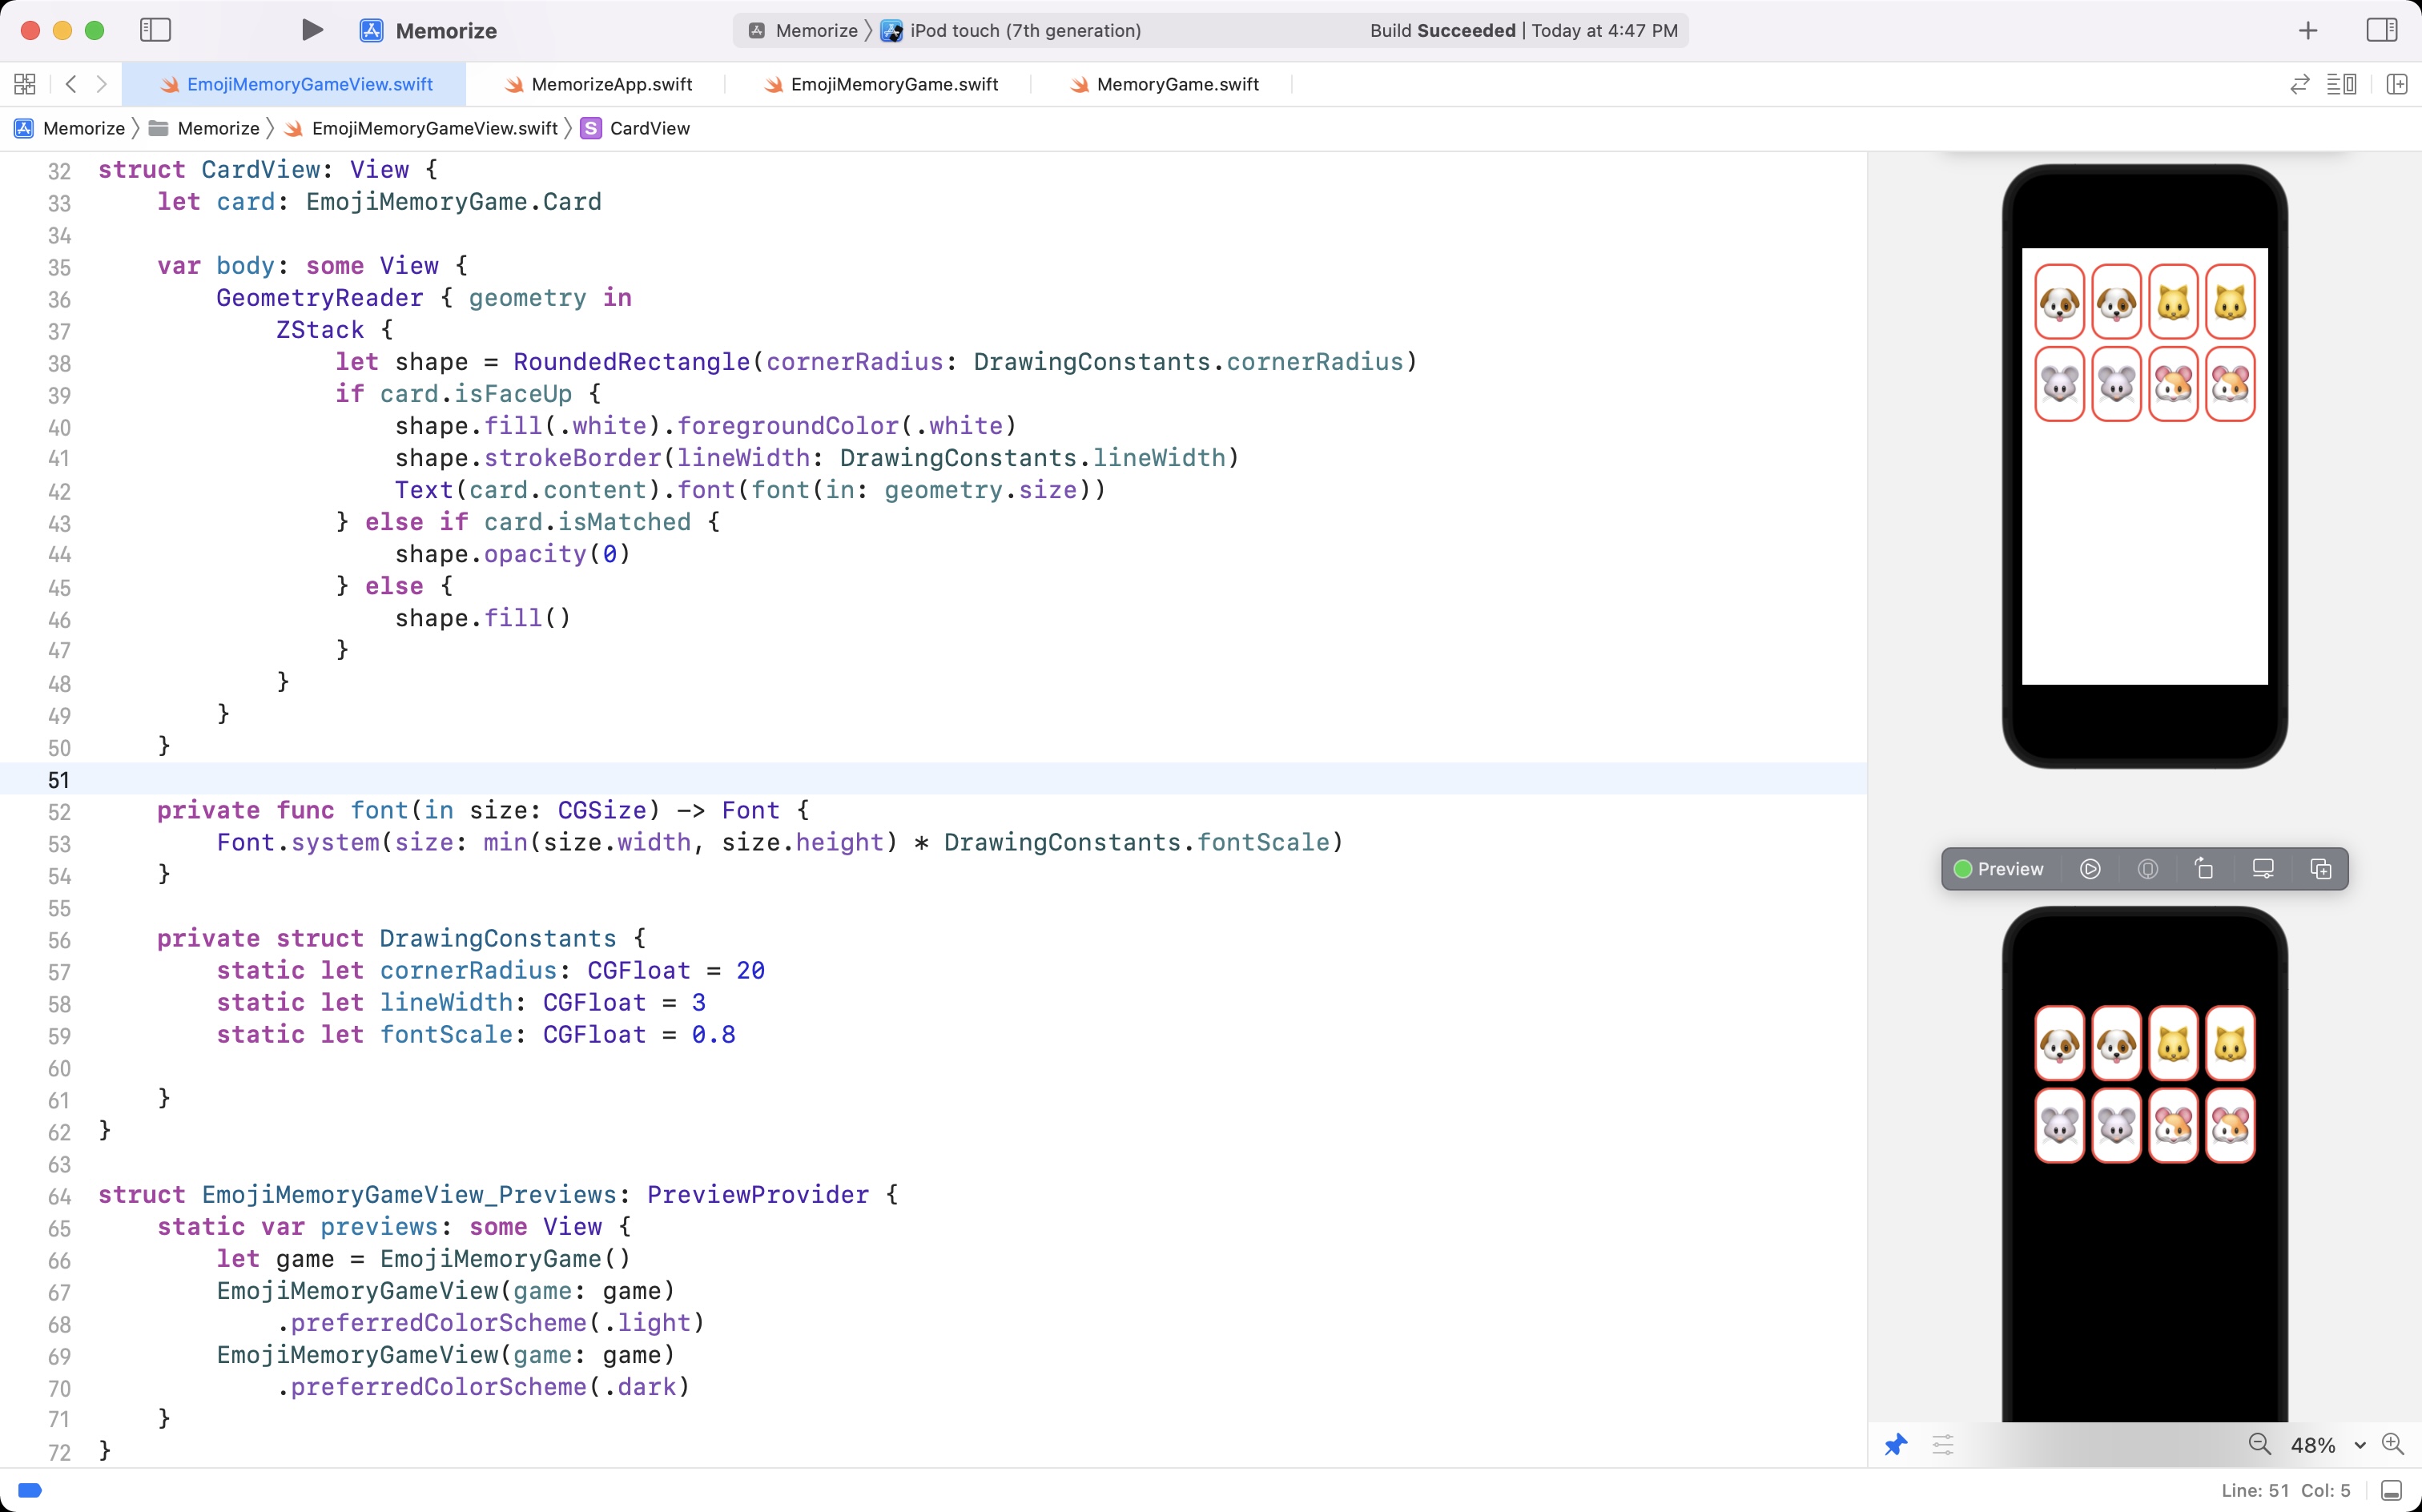 Memorize
Memorize 〉 iPod touch (7th generation)
Build Succeeded | Today at 4:47 PM
EmojiMemoryGameView.swift
MemorizeApp.swift
EmojiMemoryGame.swift
MemoryGame.swift
Memorize 〉 Memorize 〉 EmojiMemoryGameView.swift 〉 S CardView
32 struct CardView: View {
33     let card: EmojiMemoryGame.Card
34
35     var body: some View {
36         GeometryReader { geometry in
37             ZStack {
38                 let shape = RoundedRectangle(cornerRadius: DrawingConstants.cornerRadius)
39                 if card.isFaceUp {
40                     shape.fill(.white).foregroundColor(.white)
41                     shape.strokeBorder(lineWidth: DrawingConstants.lineWidth)
42                     Text(card.content).font(font(in: geometry.size))
43                 } else if card.isMatched {
44                     shape.opacity(0)
45                 } else {
46                     shape.fill()
47                 }
48             }
49         }
50     }
51
52     private func font(in size: CGSize) -> Font {
53         Font.system(size: min(size.width, size.height) * DrawingConstants.fontScale)
54     }
55
56     private struct DrawingConstants {
57         static let cornerRadius: CGFloat = 20
58         static let lineWidth: CGFloat = 3
59         static let fontScale: CGFloat = 0.8
60
61     }
62 }
63
64 struct EmojiMemoryGameView_Previews: PreviewProvider {
65     static var previews: some View {
66         let game = EmojiMemoryGame()
67         EmojiMemoryGameView(game: game)
68             .preferredColorScheme(.light)
69         EmojiMemoryGameView(game: game)
70             .preferredColorScheme(.dark)
71     }
72 }
Preview
48%
Line: 51 Col: 5